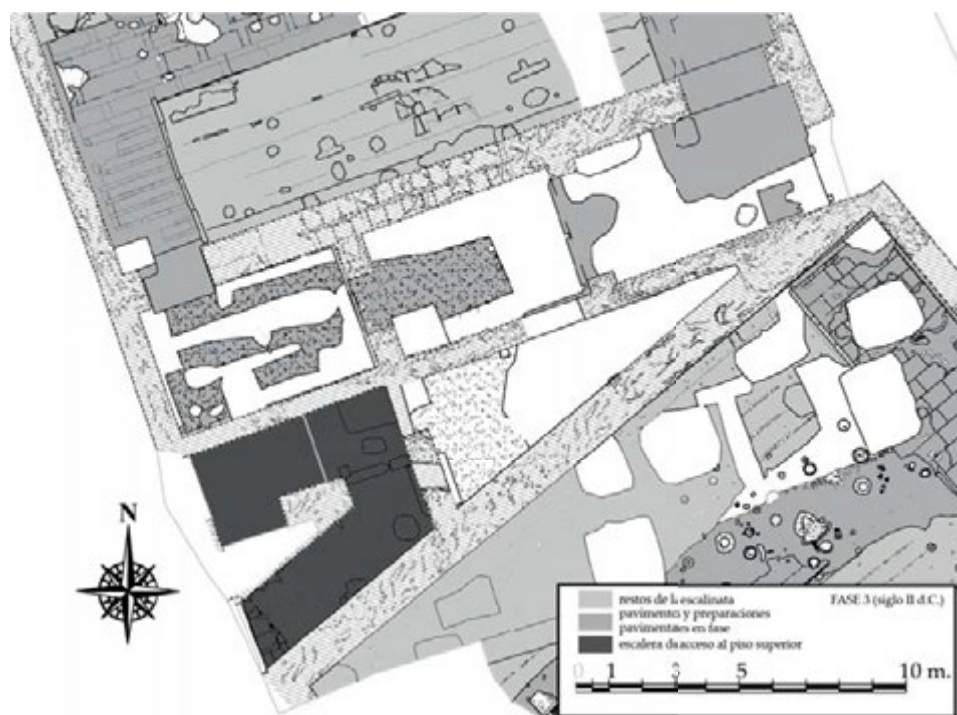 N
restos de la escalinata
FASE 3 (siglo II d.C.)
pavimentos y preparaciones
pavimentales en fase
escalera de acceso al piso superior
0 1 3 5 10 m.